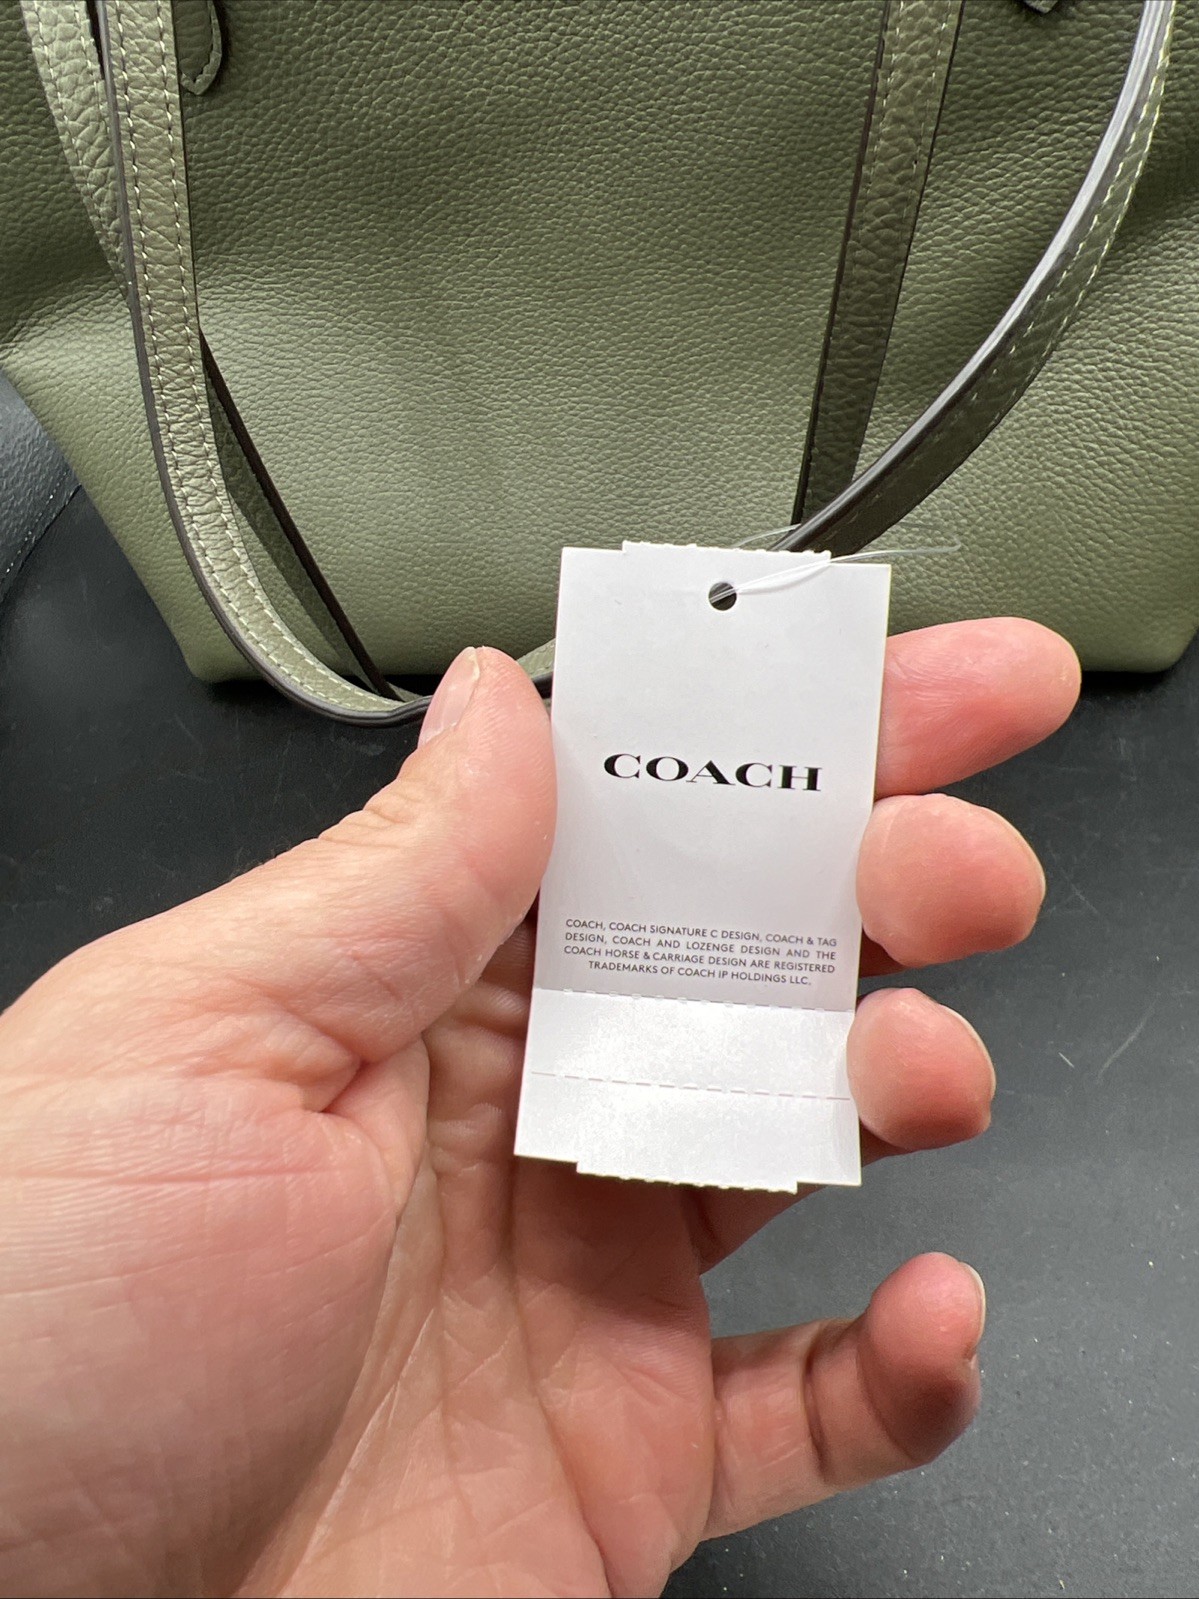 COACH
COACH, COACH SIGNATURE C DESIGN, COACH & TAG
DESIGN, COACH AND LOZENGE DESIGN AND THE
COACH HORSE & CARRIAGE DESIGN ARE REGISTERED
TRADEMARKS OF COACH IP HOLDINGS LLC.